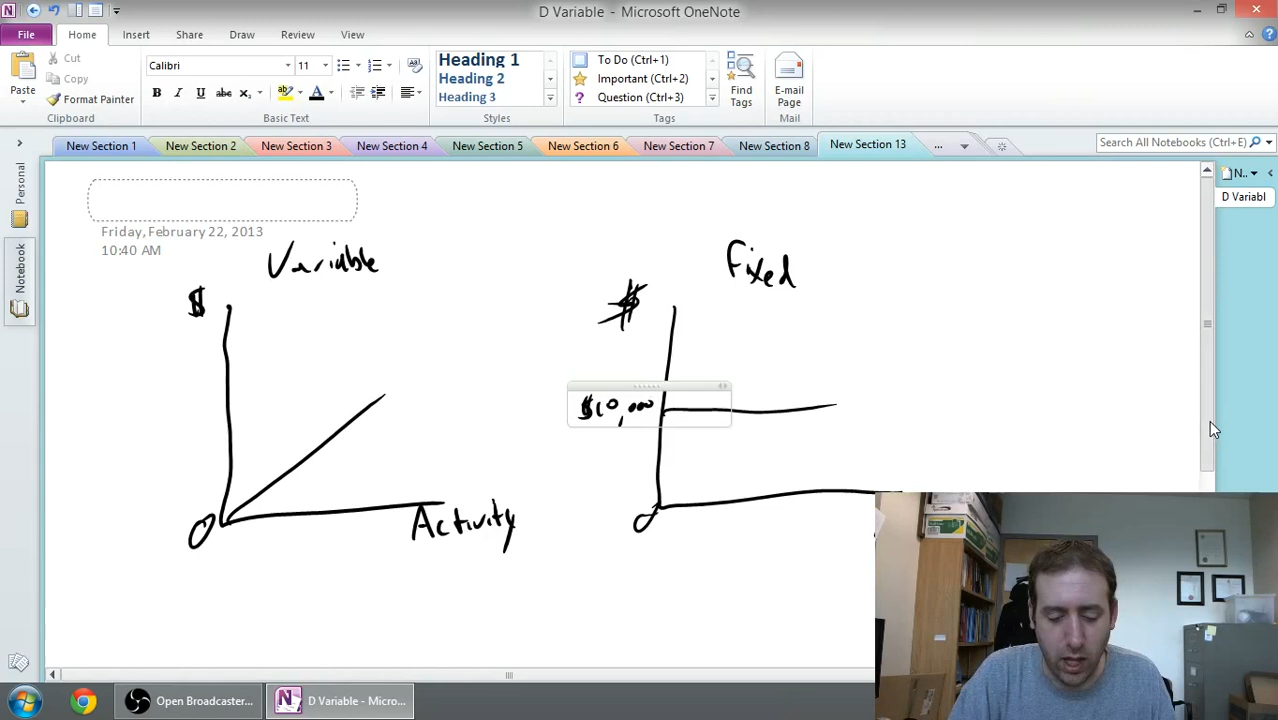 D Variable - Microsoft OneNote
File Home Insert Share Draw Review View
Paste
Cut
Copy
Format Painter
Clipboard
Calibri 11
B I U abc X₂ A
Basic Text
Heading 1
Heading 2
Heading 3
Styles
To Do (Ctrl+1)
Important (Ctrl+2)
Question (Ctrl+3)
Tags
Find Tags
E-mail Page
Mail
New Section 1 New Section 2 New Section 3 New Section 4 New Section 5 New Section 6 New Section 7 New Section 8 New Section 13 ...
Search All Notebooks (Ctrl+E)
N..
D Variabl
Personal
Notebook
Friday, February 22, 2013
10:40 AM
Variable
$
0
Activity
Fixed
$
$10,000
0
Open Broadcaster...
D Variable - Micro...